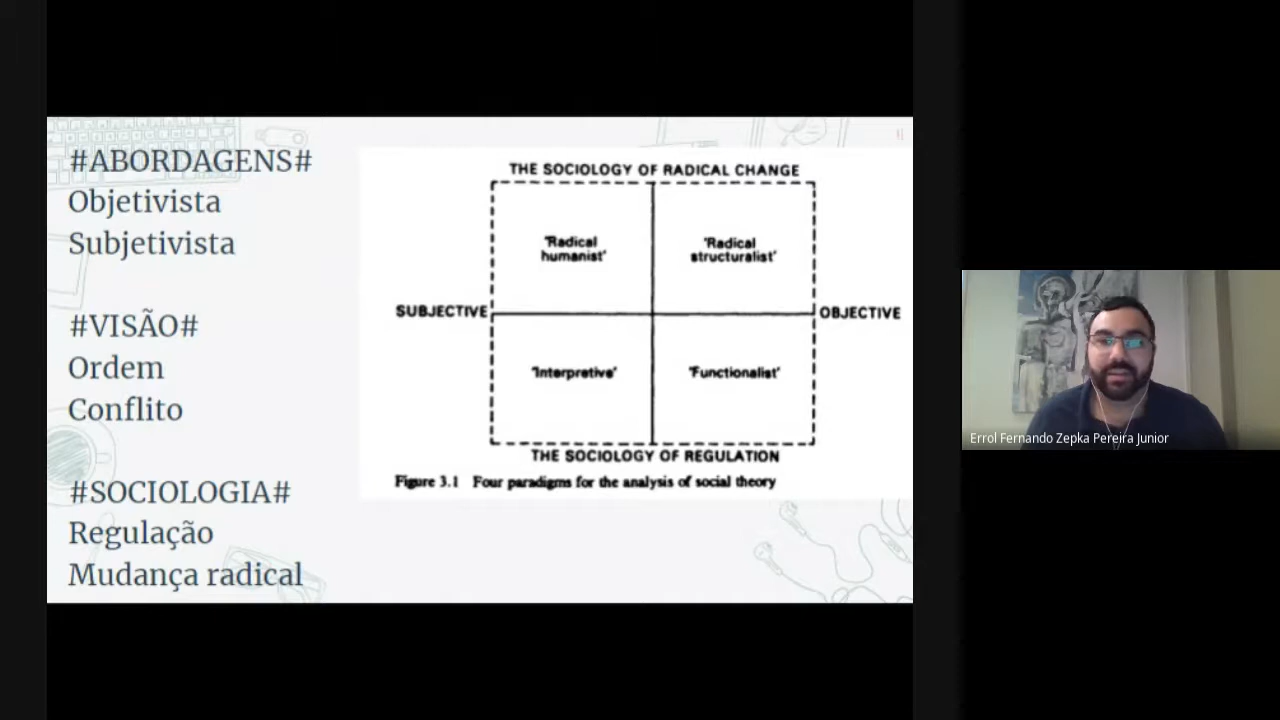 #ABORDAGENS#
Objetivista
Subjetivista
#VISÃO#
Ordem
Conflito
#SOCIOLOGIA#
Regulação
Mudança radical
THE SOCIOLOGY OF RADICAL CHANGE
'Radical
humanist'
'Radical
structuralist'
SUBJECTIVE
OBJECTIVE
'Interpretive'
'Functionalist'
THE SOCIOLOGY OF REGULATION
Figure 3.1 Four paradigms for the analysis of social theory
Errol Fernando Zepka Pereira Junior